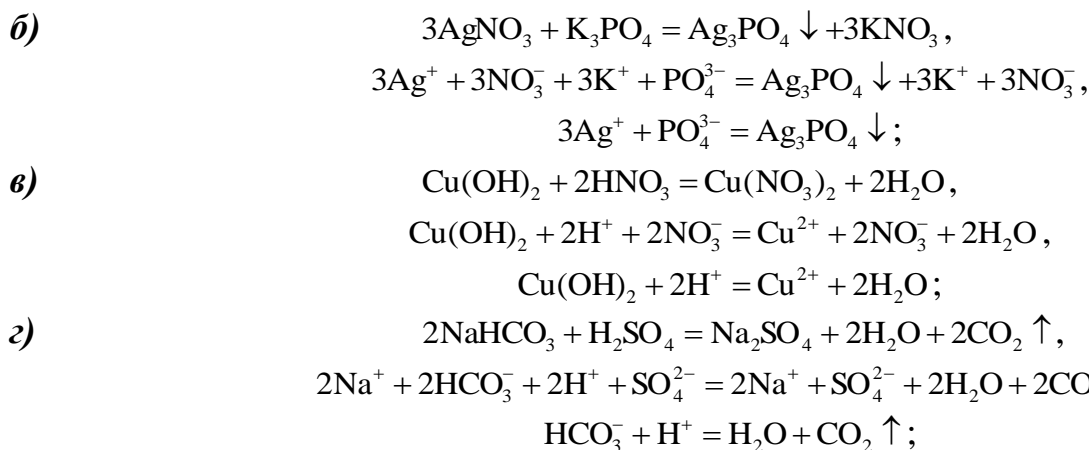 б) 3AgNO₃ + K₃PO₄ = Ag₃PO₄ ↓ +3KNO₃ ,
3Ag⁺ + 3NO₃⁻ + 3K⁺ + PO₄³⁻ = Ag₃PO₄ ↓ +3K⁺ + 3NO₃⁻ ,
3Ag⁺ + PO₄³⁻ = Ag₃PO₄ ↓ ;
в) Cu(OH)₂ + 2HNO₃ = Cu(NO₃)₂ + 2H₂O ,
Cu(OH)₂ + 2H⁺ + 2NO₃⁻ = Cu²⁺ + 2NO₃⁻ + 2H₂O ,
Cu(OH)₂ + 2H⁺ = Cu²⁺ + 2H₂O ;
г) 2NaHCO₃ + H₂SO₄ = Na₂SO₄ + 2H₂O + 2CO₂ ↑ ,
2Na⁺ + 2HCO₃⁻ + 2H⁺ + SO₄²⁻ = 2Na⁺ + SO₄²⁻ + 2H₂O + 2CO
HCO₃⁻ + H⁺ = H₂O + CO₂ ↑ ;